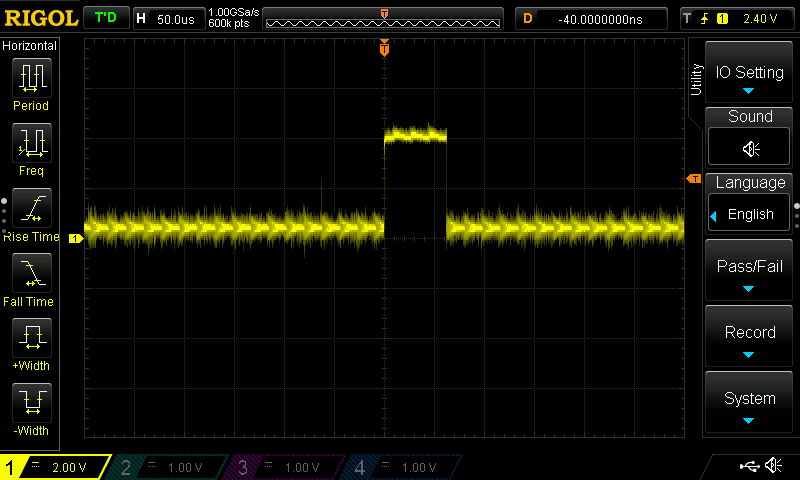 RIGOL T'D H 50.0us 1.00GSa/s 600k pts T D -40.0000000ns T 1 2.40 V
Horizontal
T
Period
Freq
Rise Time
Fall Time
+Width
-Width
1
T
Utility
IO Setting
Sound
Language
English
Pass/Fail
Record
System
1 2.00 V 2 1.00 V 3 1.00 V 4 1.00 V